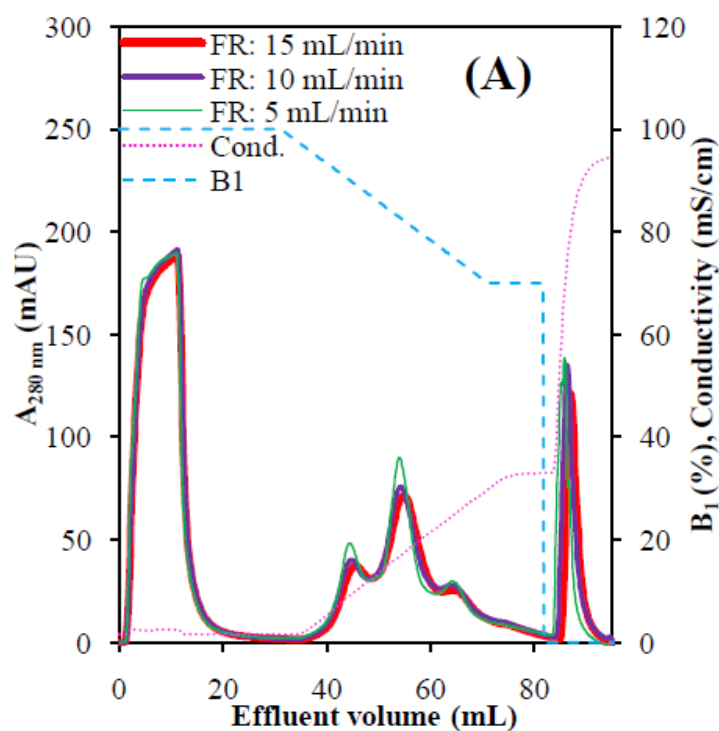 FR: 15 mL/min
FR: 10 mL/min
FR: 5 mL/min
Cond.
B1
(A)
A280 nm (mAU)
300
250
200
150
100
50
0
B1 (%), Conductivity (mS/cm)
120
100
80
60
40
20
0
0 20 40 60 80
Effluent volume (mL)